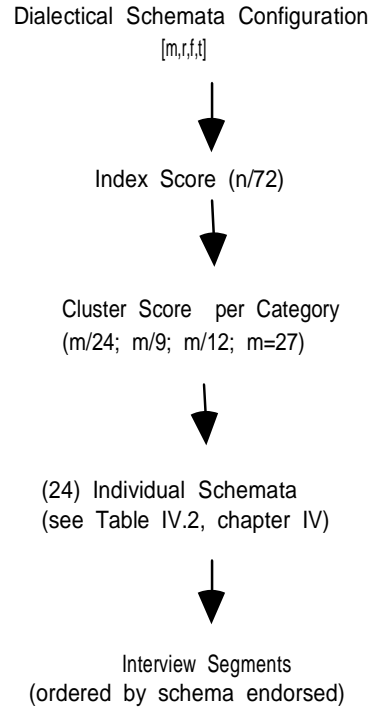 Dialectical Schemata Configuration
[m,r,f,t]
Index Score (n/72)
Cluster Score per Category
(m/24; m/9; m/12; m=27)
(24) Individual Schemata
(see Table IV.2, chapter IV)
Interview Segments
(ordered by schema endorsed)